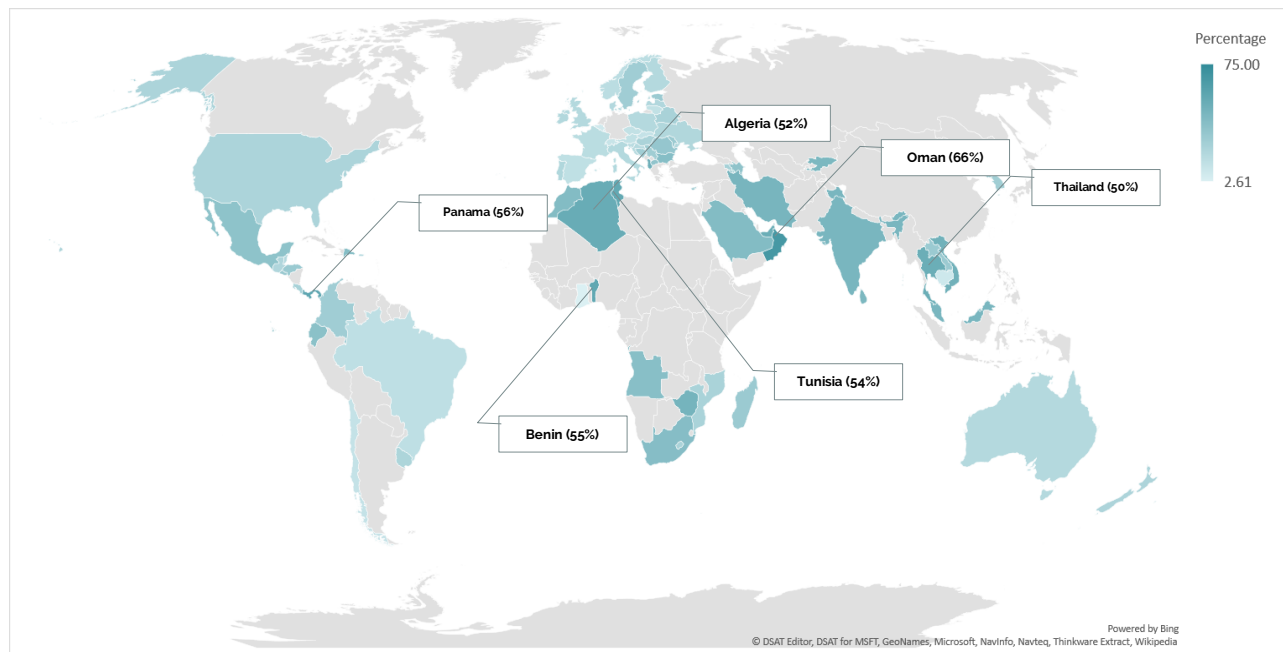 Percentage
75.00
2.61
Algeria (52%)
Oman (66%)
Thailand (50%)
Panama (56%)
Tunisia (54%)
Benin (55%)
Powered by Bing
© DSAT Editor, DSAT for MSFT, GeoNames, Microsoft, NavInfo, Navteq, Thinkware Extract, Wikipedia